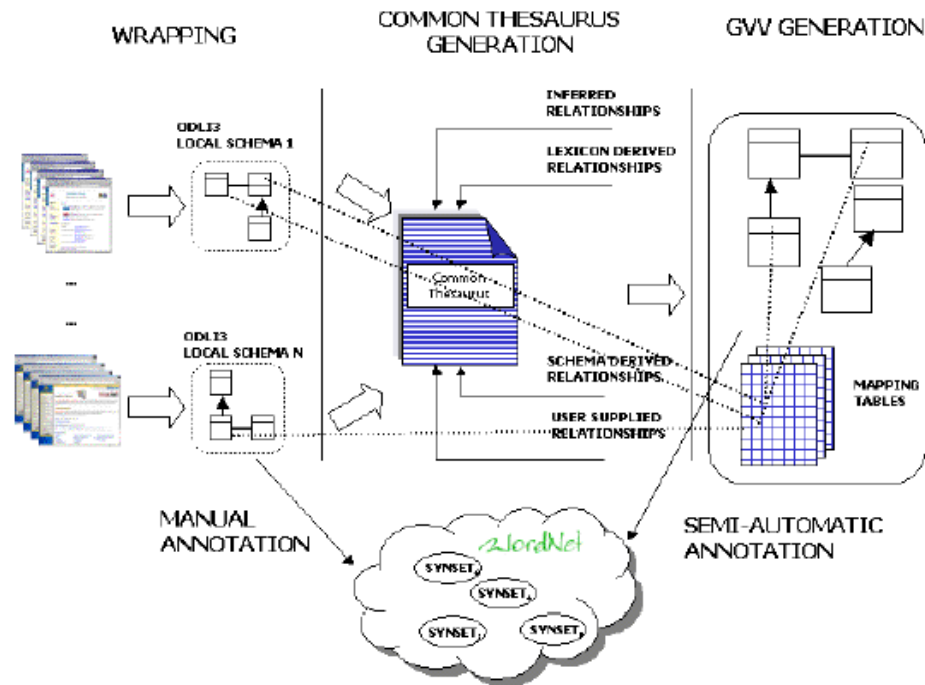 WRAPPING
COMMON THESAURUS
GENERATION
GVV GENERATION
ODLI3
LOCAL SCHEMA 1
INFERRED
RELATIONSHIPS
LEXICON DERIVED
RELATIONSHIPS
Common
Thesaurus
...
...
ODLI3
LOCAL SCHEMA N
SCHEMA DERIVED
RELATIONSHIPS
USER SUPPLIED
RELATIONSHIPS
MAPPING
TABLES
MANUAL
ANNOTATION
SEMI-AUTOMATIC
ANNOTATION
WordNet
SYNSET
SYNSET
SYNSET
SYNSET